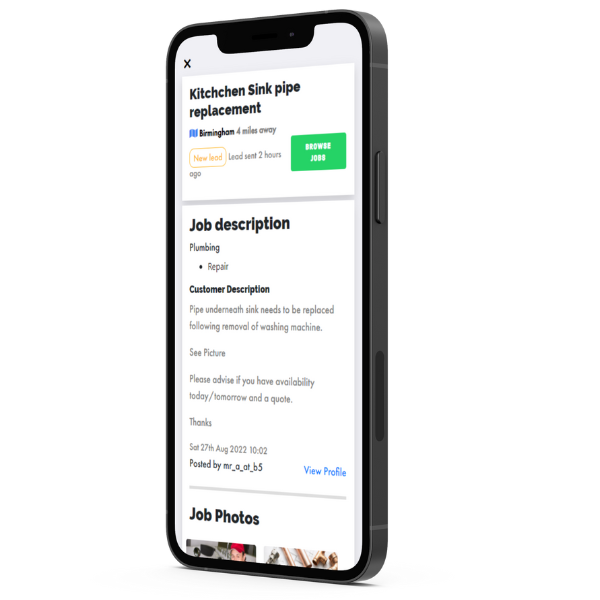 Kitchchen Sink pipe
replacement
Birmingham 4 miles away
New lead Lead sent 2 hours
ago
BROWSE
JOBS
Job description
Plumbing
• Repair
Customer Description
Pipe underneath sink needs to be replaced
following removal of washing machine.
See Picture
Please advise if you have availability
today/tomorrow and a quote.
Thanks
Sat 27th Aug 2022 10:02
Posted by mr_a_at_b5
View Profile
Job Photos